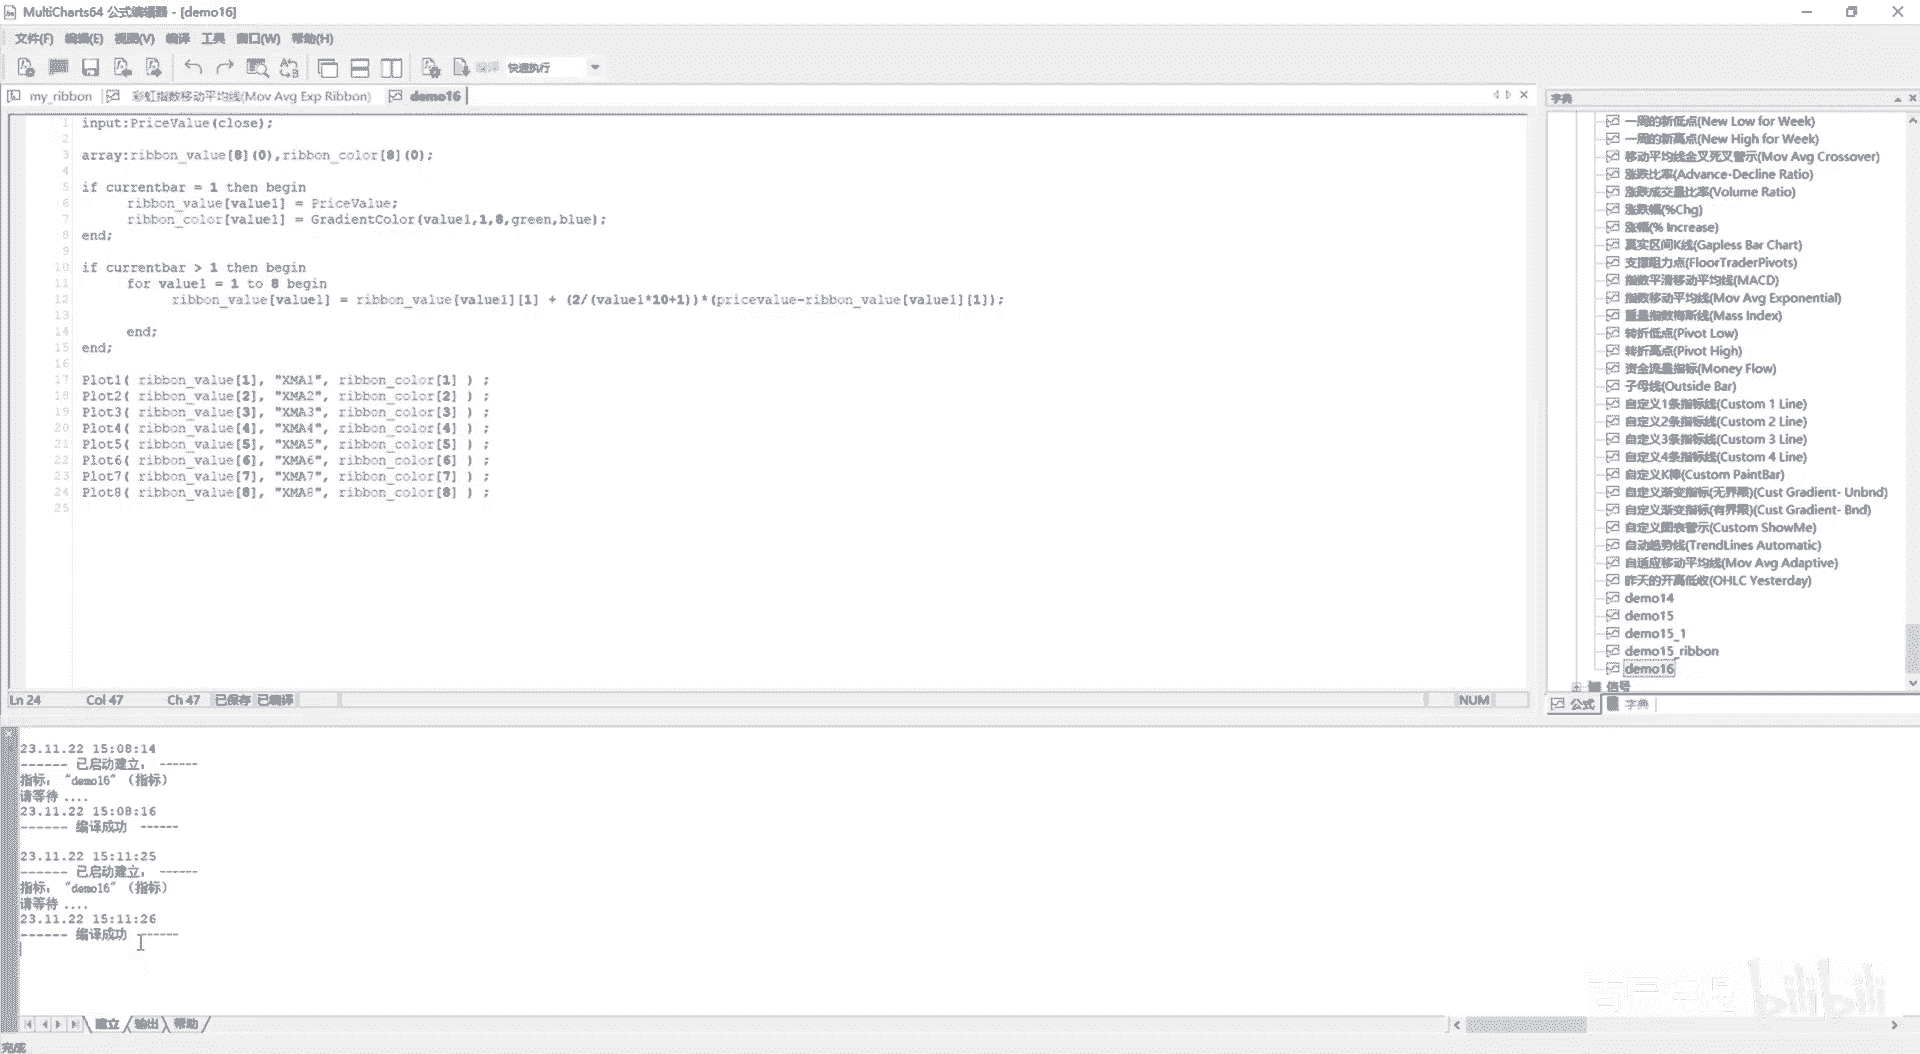 MultiCharts64 公式编辑器 - [demo16]
文件(F) 编辑(E) 视图(V) 编译 工具 窗口(W) 帮助(H)
编译 快速执行
my_ribbon 彩虹指数移动平均线(Mov Avg Exp Ribbon) demo16
1 input:PriceValue(close);
2
3 array:ribbon_value[8](0),ribbon_color[8](0);
4
5 if currentbar = 1 then begin
6 ribbon_value[value1] = PriceValue;
7 ribbon_color[value1] = GradientColor(value1,1,8,green,blue);
8 end;
9
10 if currentbar > 1 then begin
11 for value1 = 1 to 8 begin
12 ribbon_value[value1] = ribbon_value[value1][1] + (2/(value1*10+1))*(pricevalue-ribbon_value[value1][1]);
13
14 end;
15 end;
16
17 Plot1( ribbon_value[1], "XMA1", ribbon_color[1] ) ;
18 Plot2( ribbon_value[2], "XMA2", ribbon_color[2] ) ;
19 Plot3( ribbon_value[3], "XMA3", ribbon_color[3] ) ;
20 Plot4( ribbon_value[4], "XMA4", ribbon_color[4] ) ;
21 Plot5( ribbon_value[5], "XMA5", ribbon_color[5] ) ;
22 Plot6( ribbon_value[6], "XMA6", ribbon_color[6] ) ;
23 Plot7( ribbon_value[7], "XMA7", ribbon_color[7] ) ;
24 Plot8( ribbon_value[8], "XMA8", ribbon_color[8] ) ;
25
Ln 24 Col 47 Ch 47 已保存 已编译 NUM
字典
一周的新低点(New Low for Week)
一周的新高点(New High for Week)
移动平均线金叉死叉警示(Mov Avg Crossover)
涨跌比率(Advance-Decline Ratio)
涨跌成交量比率(Volume Ratio)
涨跌幅(%Chg)
涨幅(% Increase)
真实区间K线(Gapless Bar Chart)
支撑阻力点(FloorTraderPivots)
指数平滑移动平均线(MACD)
指数移动平均线(Mov Avg Exponential)
重量指数梅斯线(Mass Index)
转折低点(Pivot Low)
转折高点(Pivot High)
资金流量指标(Money Flow)
子母线(Outside Bar)
自定义1条指标线(Custom 1 Line)
自定义2条指标线(Custom 2 Line)
自定义3条指标线(Custom 3 Line)
自定义4条指标线(Custom 4 Line)
自定义K棒(Custom PaintBar)
自定义渐变指标(无界限)(Cust Gradient- Unbnd)
自定义渐变指标(有界限)(Cust Gradient- Bnd)
自定义图表警示(Custom ShowMe)
自动趋势线(TrendLines Automatic)
自适应移动平均线(Mov Avg Adaptive)
昨天的开高低收(OHLC Yesterday)
demo14
demo15
demo15_1
demo15_ribbon
demo16
信号
公式 字典
23.11.22 15:08:14
------ 已启动建立， ------
指标： "demo16" （指标）
请等待 ....
23.11.22 15:08:16
------ 编译成功 ------
23.11.22 15:11:25
------ 已启动建立， ------
指标： "demo16" （指标）
请等待 ....
23.11.22 15:11:26
------ 编译成功 ------
建立 输出 帮助
bilibili
完成